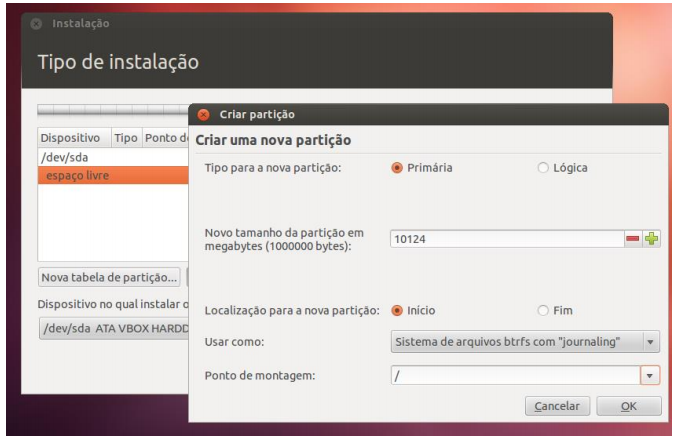 Instalação
Tipo de instalação
Criar partição
Criar uma nova partição
Dispositivo Tipo Ponto d
/dev/sda
espaço livre
Tipo para a nova partição: Primária Lógica
Novo tamanho da partição em
megabytes (1000000 bytes): 10124
Nova tabela de partição...
Dispositivo no qual instalar o
/dev/sda ATA VBOX HARDD
Localização para a nova partição: Início Fim
Usar como: Sistema de arquivos btrfs com "journaling"
Ponto de montagem: /
Cancelar OK